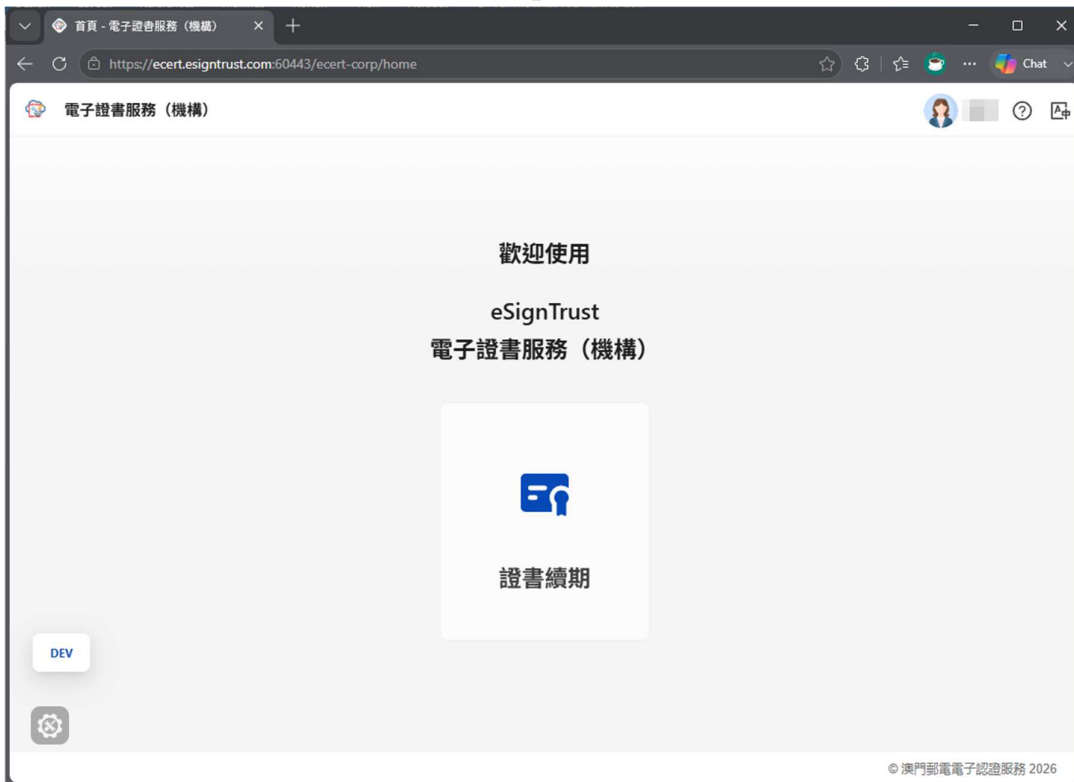 首頁 - 電子證書服務（機構）
https://ecert.esigntrust.com:60443/ecert-corp/home
Chat
電子證書服務（機構）
歡迎使用
eSignTrust
電子證書服務（機構）
證書續期
DEV
© 澳門郵電電子認證服務 2026